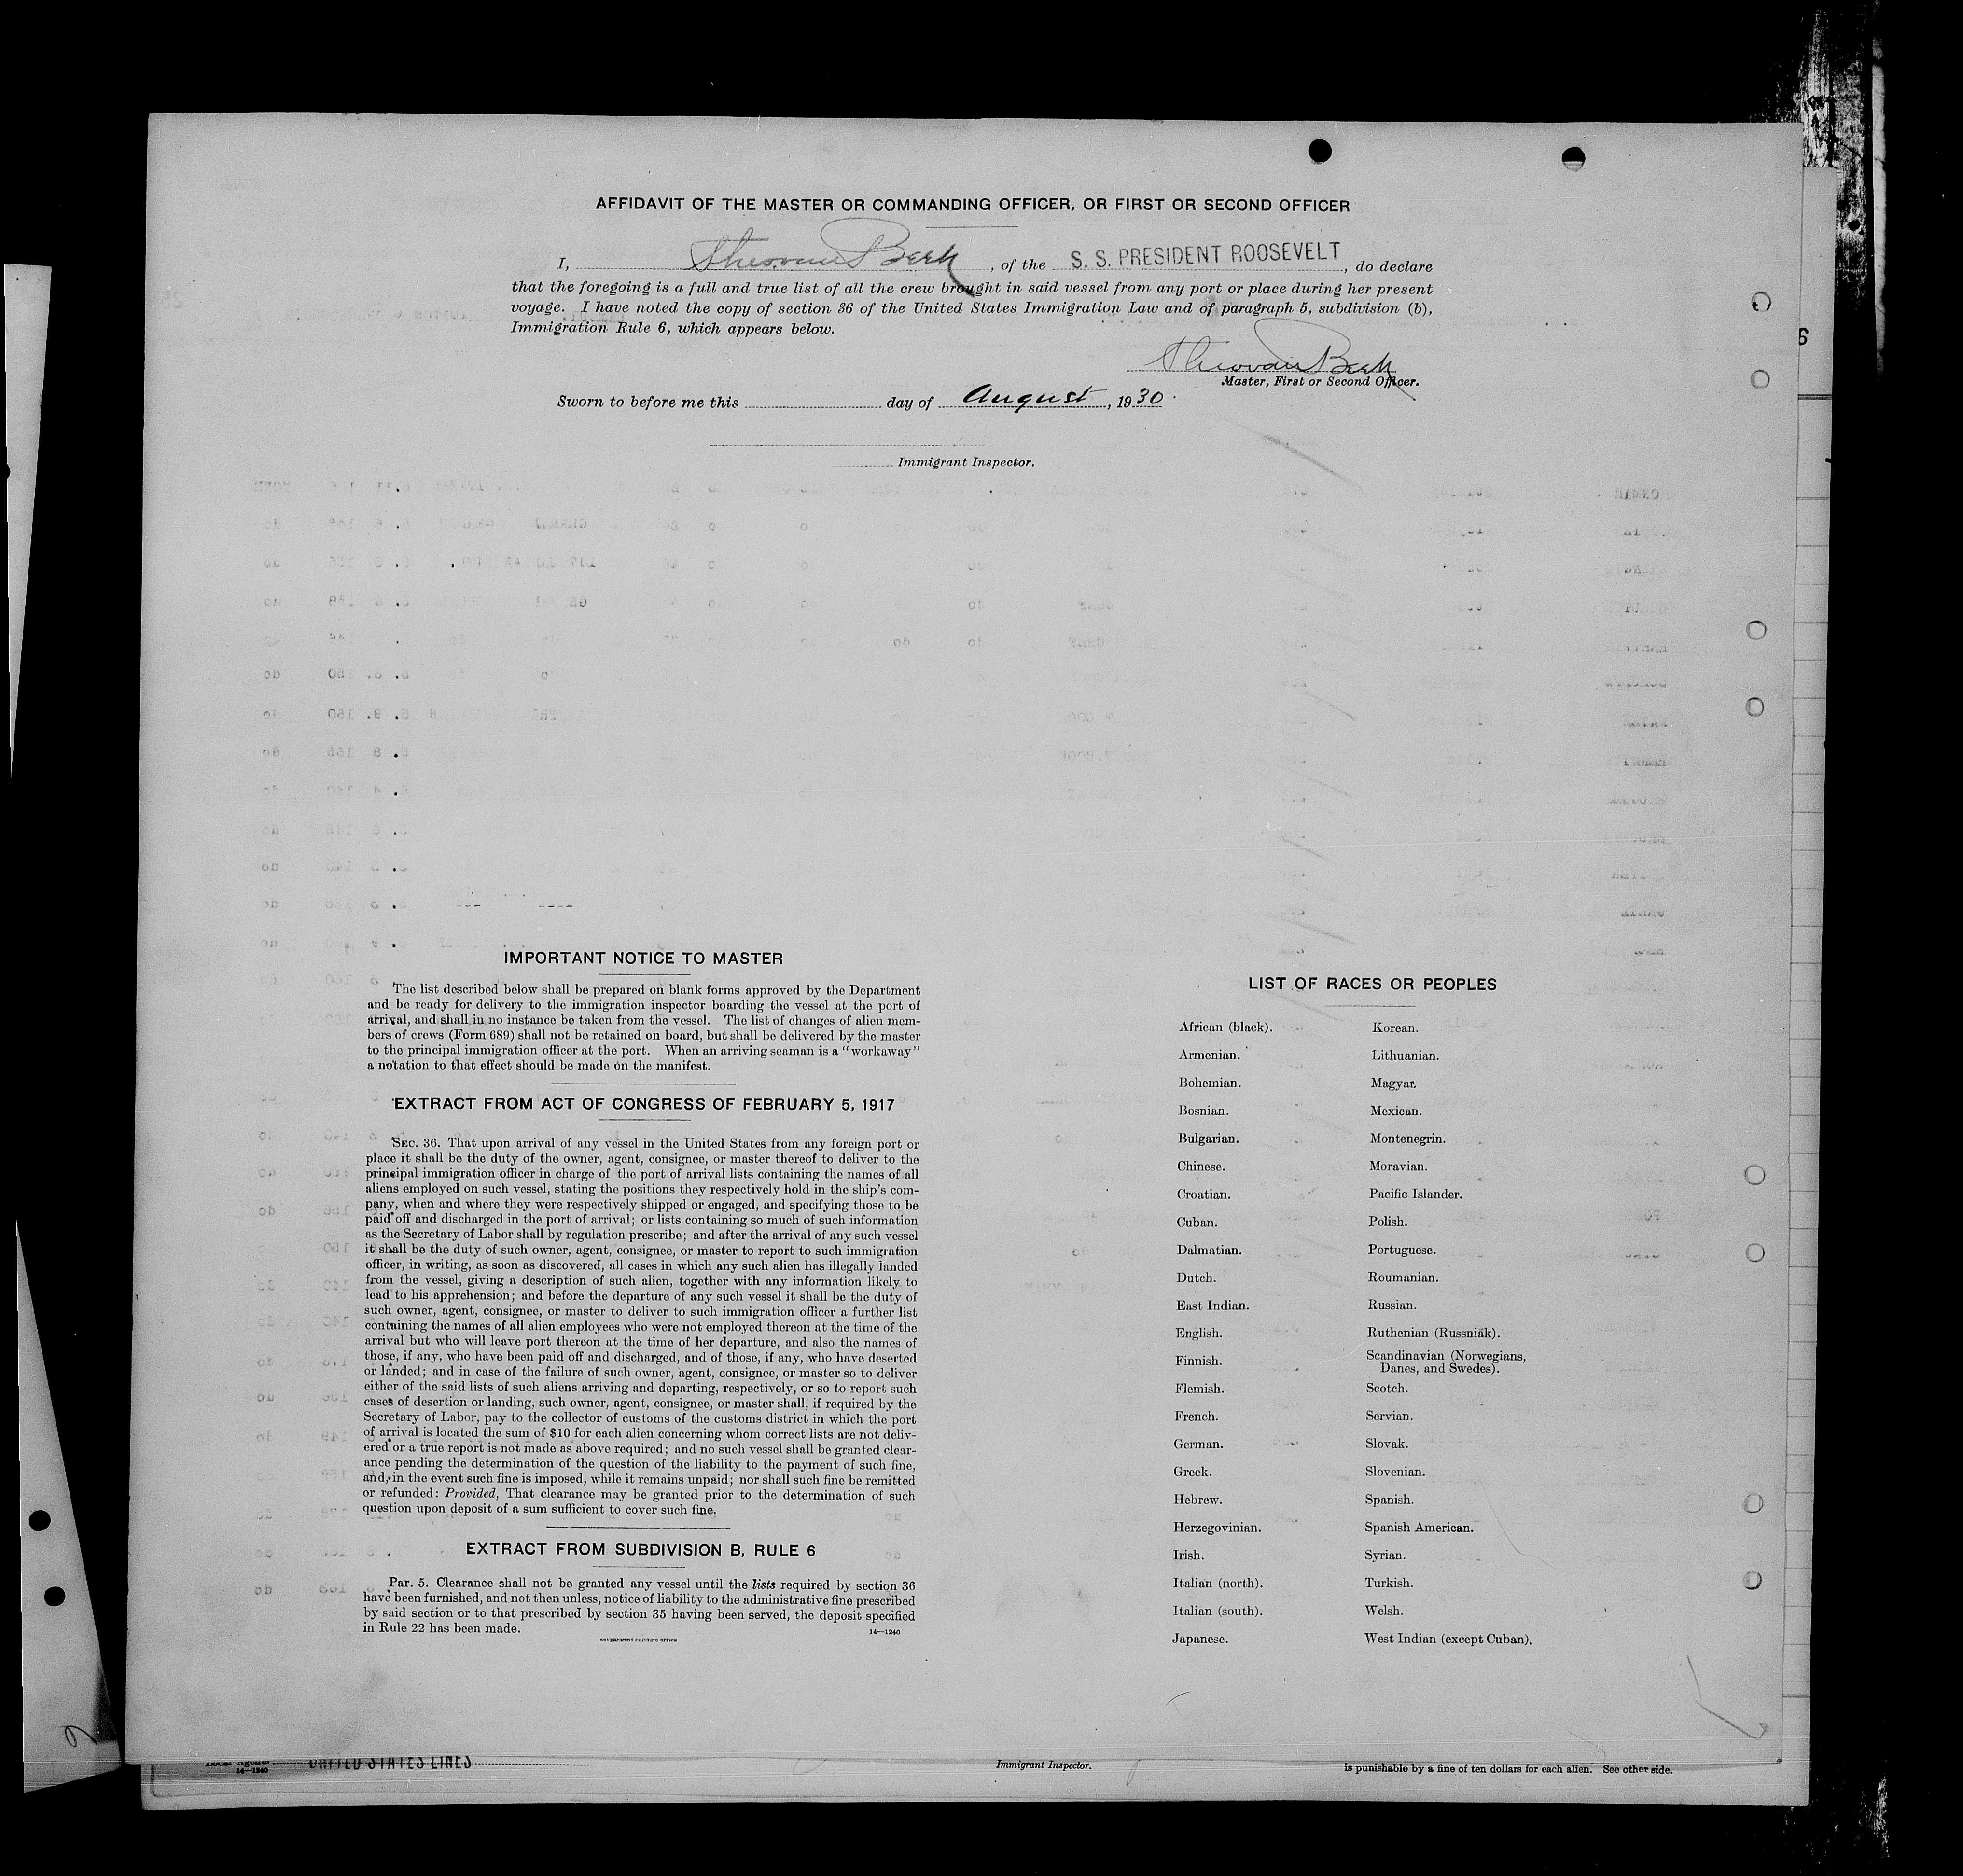 AFFIDAVIT OF THE MASTER OR COMMANDING OFFICER, OR FIRST OR SECOND OFFICER
I, Theo van Beek, of the S. S. PRESIDENT ROOSEVELT, do declare
that the foregoing is a full and true list of all the crew brought in said vessel from any port or place during her present
voyage. I have noted the copy of section 36 of the United States Immigration Law and of paragraph 5, subdivision (b),
Immigration Rule 6, which appears below.
Theo van Beek
Master, First or Second Officer.
Sworn to before me this day of August, 1930.
Immigrant Inspector.
IMPORTANT NOTICE TO MASTER
The list described below shall be prepared on blank forms approved by the Department
and be ready for delivery to the immigration inspector boarding the vessel at the port of
arrival, and shall in no instance be taken from the vessel. The list of changes of alien mem-
bers of crews (Form 689) shall not be retained on board, but shall be delivered by the master
to the principal immigration officer at the port. When an arriving seaman is a "workaway"
a notation to that effect should be made on the manifest.
EXTRACT FROM ACT OF CONGRESS OF FEBRUARY 5, 1917
SEC. 36. That upon arrival of any vessel in the United States from any foreign port or
place it shall be the duty of the owner, agent, consignee, or master thereof to deliver to the
principal immigration officer in charge of the port of arrival lists containing the names of all
aliens employed on such vessel, stating the positions they respectively hold in the ship's com-
pany, when and where they were respectively shipped or engaged, and specifying those to be
paid off and discharged in the port of arrival; or lists containing so much of such information
as the Secretary of Labor shall by regulation prescribe; and after the arrival of any such vessel
it shall be the duty of such owner, agent, consignee, or master to report to such immigration
officer, in writing, as soon as discovered, all cases in which any such alien has illegally landed
from the vessel, giving a description of such alien, together with any information likely to
lead to his apprehension; and before the departure of any such vessel it shall be the duty of
such owner, agent, consignee, or master to deliver to such immigration officer a further list
containing the names of all alien employees who were not employed thereon at the time of the
arrival but who will leave port thereon at the time of her departure, and also the names of
those, if any, who have been paid off and discharged, and of those, if any, who have deserted
or landed; and in case of the failure of such owner, agent, consignee, or master so to deliver
either of the said lists of such aliens arriving and departing, respectively, or so to report such
cases of desertion or landing, such owner, agent, consignee, or master shall, if required by the
Secretary of Labor, pay to the collector of customs of the customs district in which the port
of arrival is located the sum of $10 for each alien concerning whom correct lists are not deliv-
ered or a true report is not made as above required; and no such vessel shall be granted clear-
ance pending the determination of the question of the liability to the payment of such fine,
and, in the event such fine is imposed, while it remains unpaid; nor shall such fine be remitted
or refunded: Provided, That clearance may be granted prior to the determination of such
question upon deposit of a sum sufficient to cover such fine.
EXTRACT FROM SUBDIVISION B, RULE 6
Par. 5. Clearance shall not be granted any vessel until the lists required by section 36
have been furnished, and not then unless, notice of liability to the administrative fine prescribed
by said section or to that prescribed by section 35 having been served, the deposit specified
in Rule 22 has been made.
14—1240
GOVERNMENT PRINTING OFFICE
LIST OF RACES OR PEOPLES
African (black).
Armenian.
Bohemian.
Bosnian.
Bulgarian.
Chinese.
Croatian.
Cuban.
Dalmatian.
Dutch.
East Indian.
English.
Finnish.
Flemish.
French.
German.
Greek.
Hebrew.
Herzegovinian.
Irish.
Italian (north).
Italian (south).
Japanese.
Korean.
Lithuanian.
Magyar.
Mexican.
Montenegrin.
Moravian.
Pacific Islander.
Polish.
Portuguese.
Roumanian.
Russian.
Ruthenian (Russniak).
Scandinavian (Norwegians,
Danes, and Swedes).
Scotch.
Servian.
Slovak.
Slovenian.
Spanish.
Spanish American.
Syrian.
Turkish.
Welsh.
West Indian (except Cuban).
14—1240
UNITED STATES LINES
Immigrant Inspector.
is punishable by a fine of ten dollars for each alien. See other side.
6